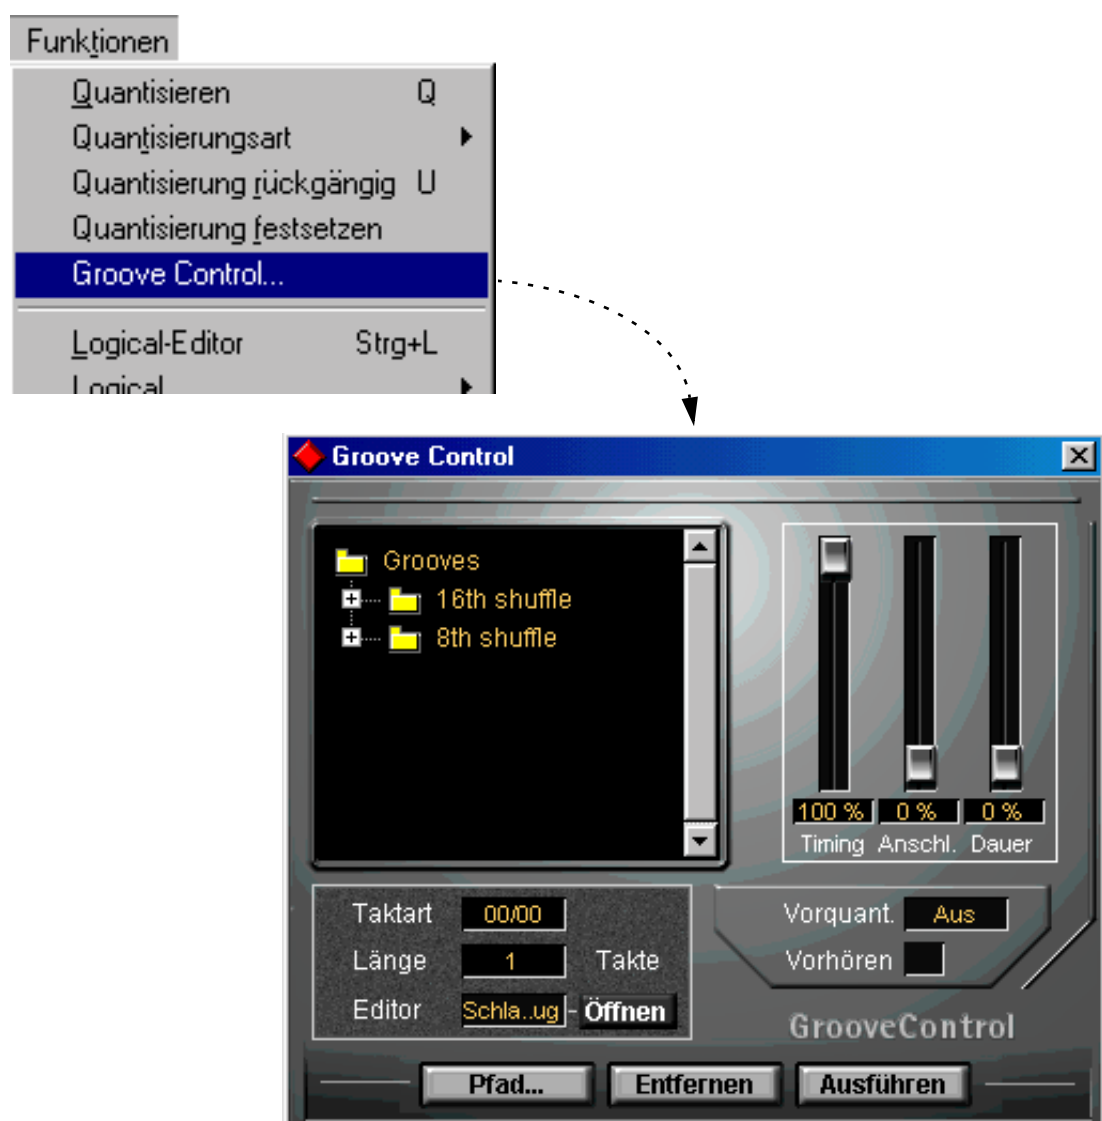 Funktionen
Quantisieren Q
Quantisierungsart
Quantisierung rückgängig U
Quantisierung festsetzen
Groove Control...
Logical-Editor Strg+L
Logical
Groove Control
Grooves
16th shuffle
8th shuffle
100 % 0 % 0 %
Timing Anschl. Dauer
Taktart 00/00
Länge 1 Takte
Editor Schla..ug - Öffnen
Vorquant. Aus
Vorhören
GrooveControl
Pfad... Entfernen Ausführen